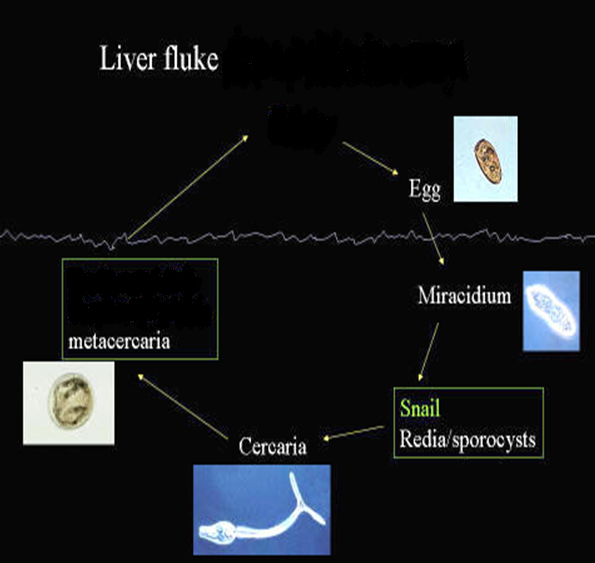 Liver fluke
Egg
Miracidium
Snail
Redia/sporocysts
Cercaria
metacercaria